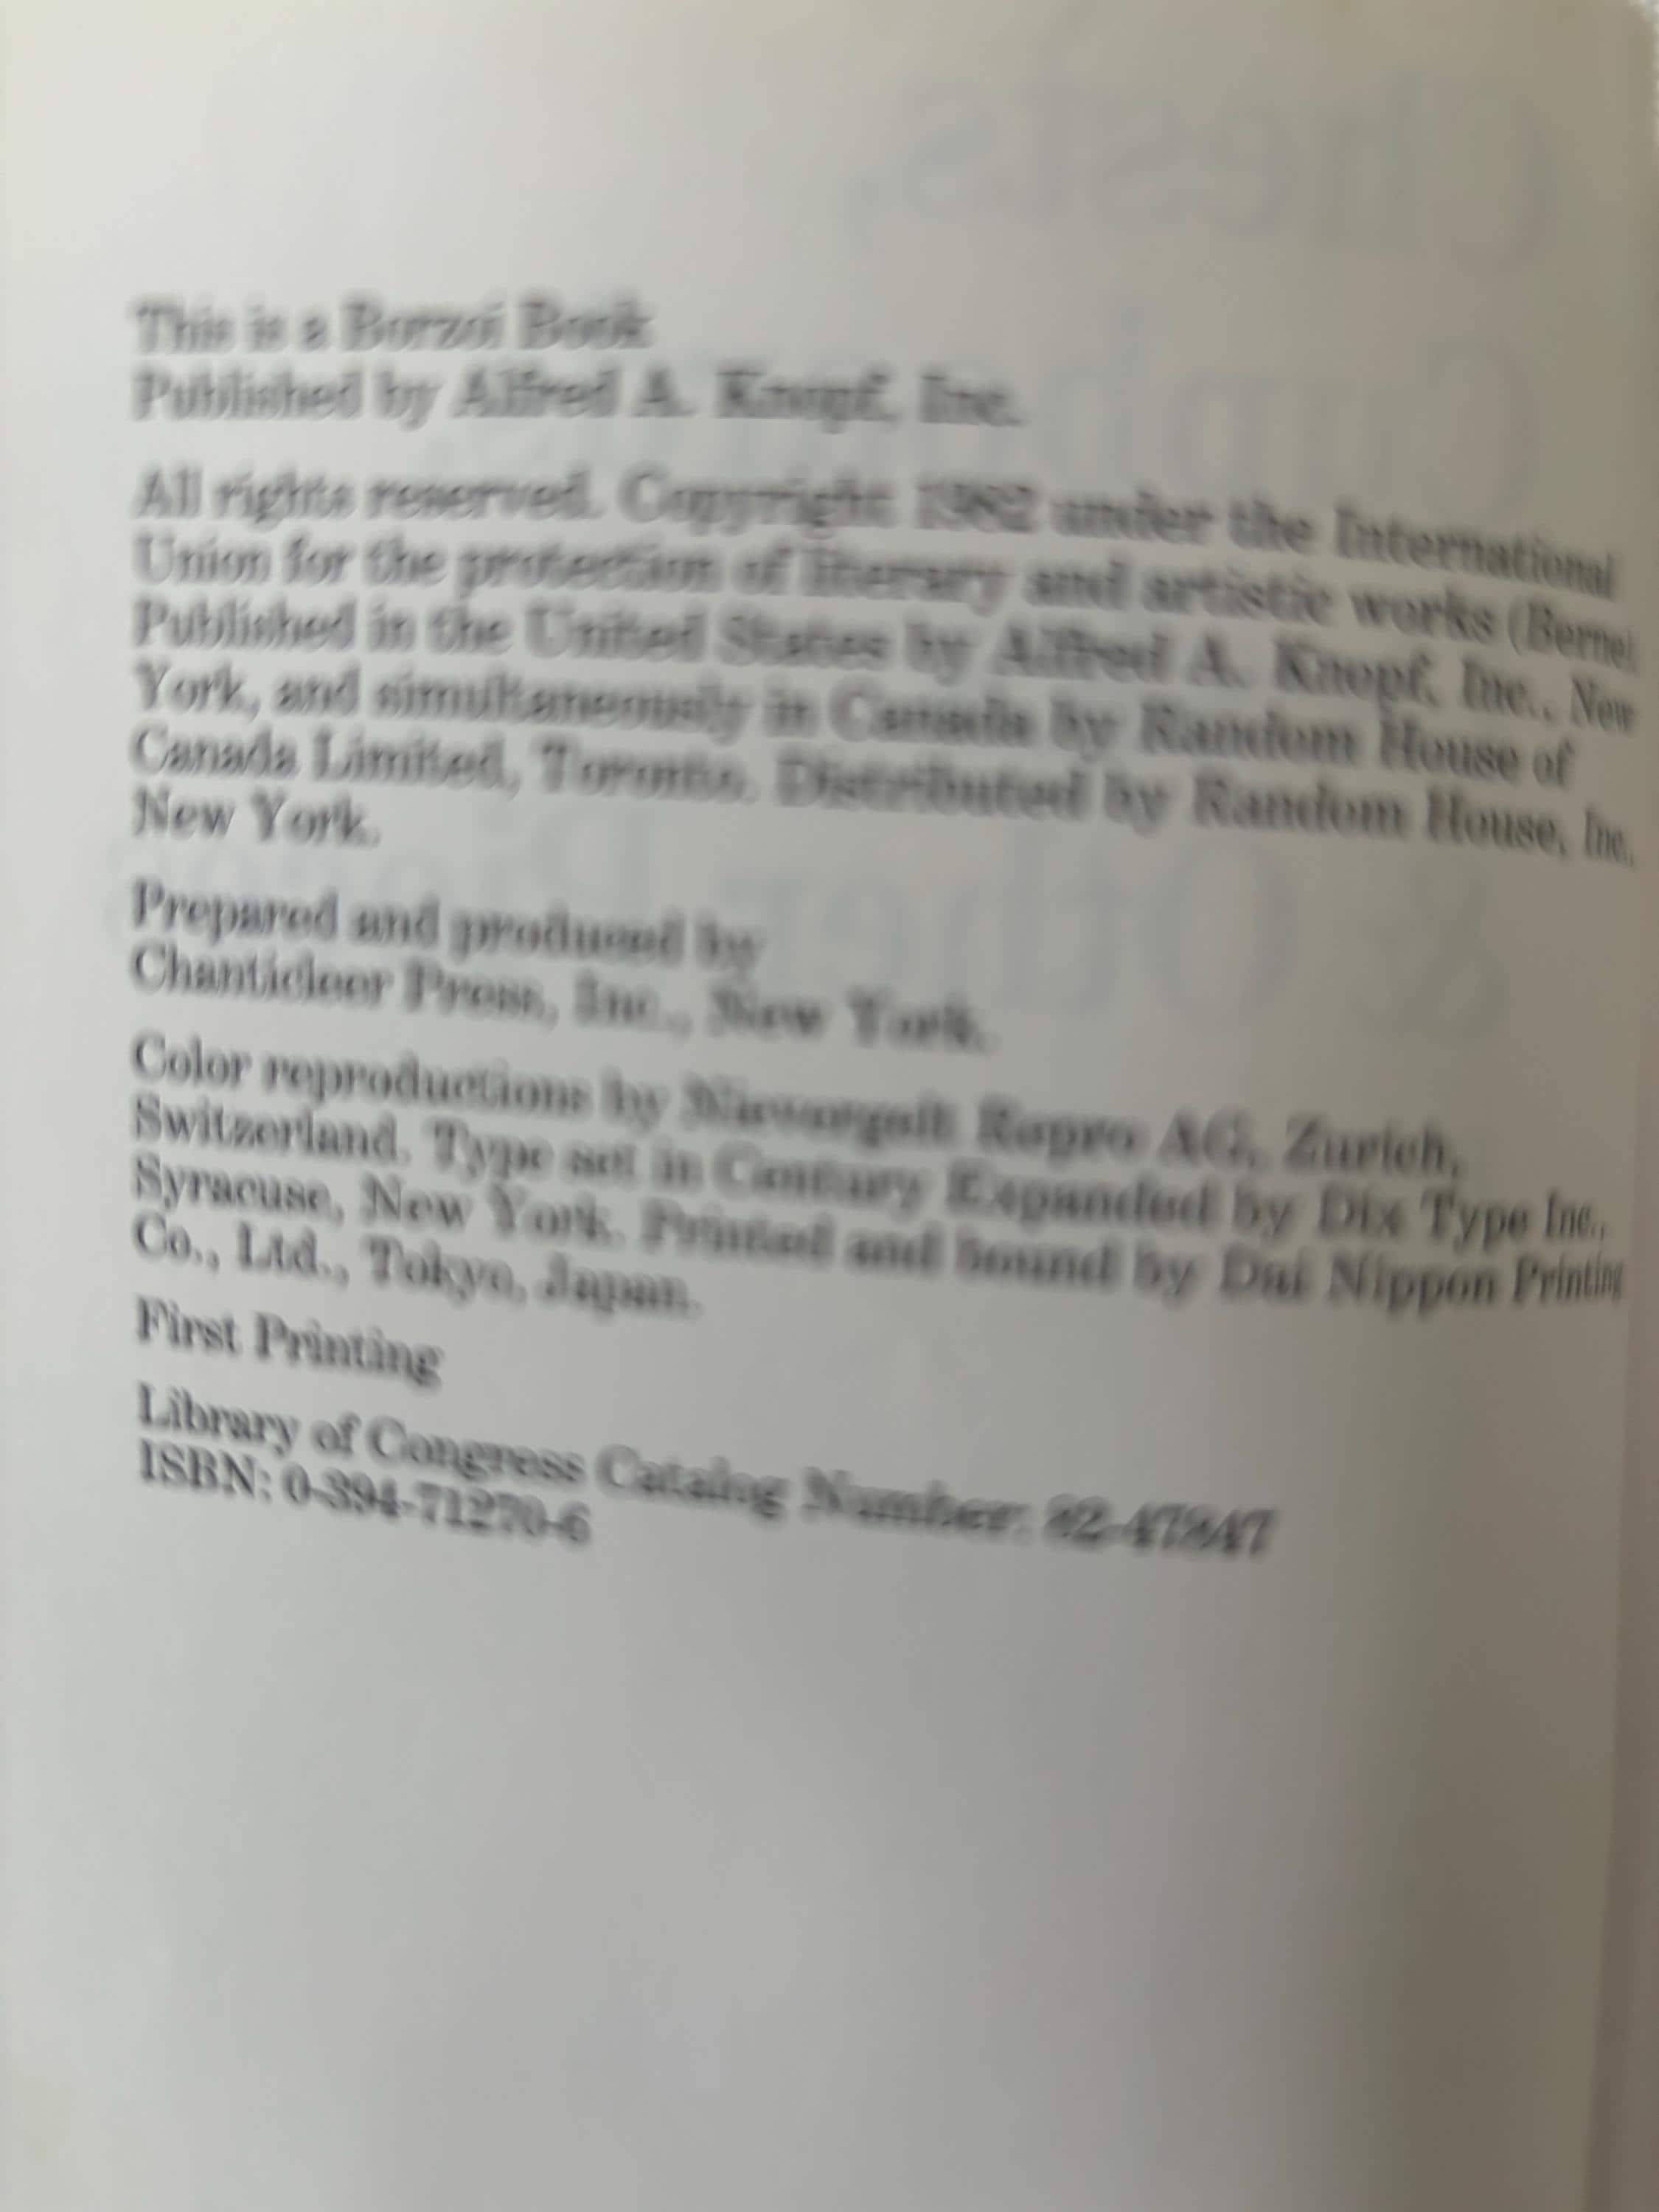 This is a Borzoi Book
Published by Alfred A. Knopf, Inc.
All rights reserved. Copyright 1982 under the International
Union for the protection of literary and artistic works (Berne).
Published in the United States by Alfred A. Knopf, Inc., New
York, and simultaneously in Canada by Random House of
Canada Limited, Toronto. Distributed by Random House, Inc.,
New York.
Prepared and produced by
Chanticleer Press, Inc., New York.
Color reproductions by Repro AG, Zurich,
Switzerland. Type set in Century Expanded by Dix Type Inc.,
Syracuse, New York. Printed and bound by Dai Nippon Printing
Co., Ltd., Tokyo, Japan.
First Printing
Library of Congress Catalog Number: 82-47847
ISBN: 0-394-71270-6